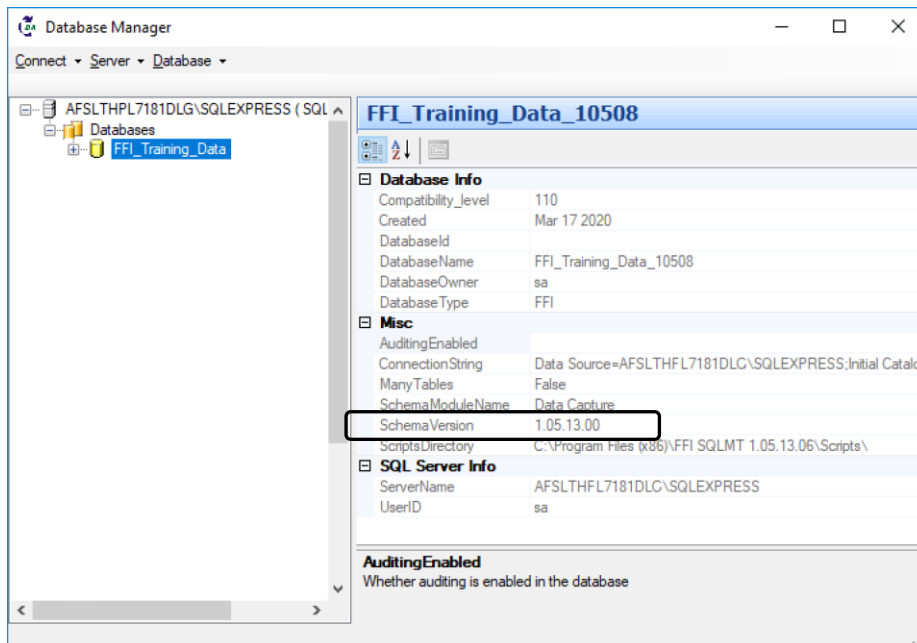 Database Manager
Connect Server Database
AFSLTHPL7181DLG\SQLEXPRESS ( SQL
Databases
FFI_Training_Data
FFI_Training_Data_10508
Database Info
Compatibility_level 110
Created Mar 17 2020
DatabaseId
DatabaseName FFI_Training_Data_10508
DatabaseOwner sa
DatabaseType FFI
Misc
AuditingEnabled
ConnectionString Data Source=AFSLTHFL7181DLG\SQLEXPRESS;Initial Catalo
ManyTables False
SchemaModuleName Data Capture
SchemaVersion 1.05.13.00
ScriptsDirectory C:\Program Files (x86)\FFI SQLMT 1.05.13.06\Scripts\
SQL Server Info
ServerName AFSLTHFL7181DLC\SQLEXPRESS
UserID sa
AuditingEnabled
Whether auditing is enabled in the database